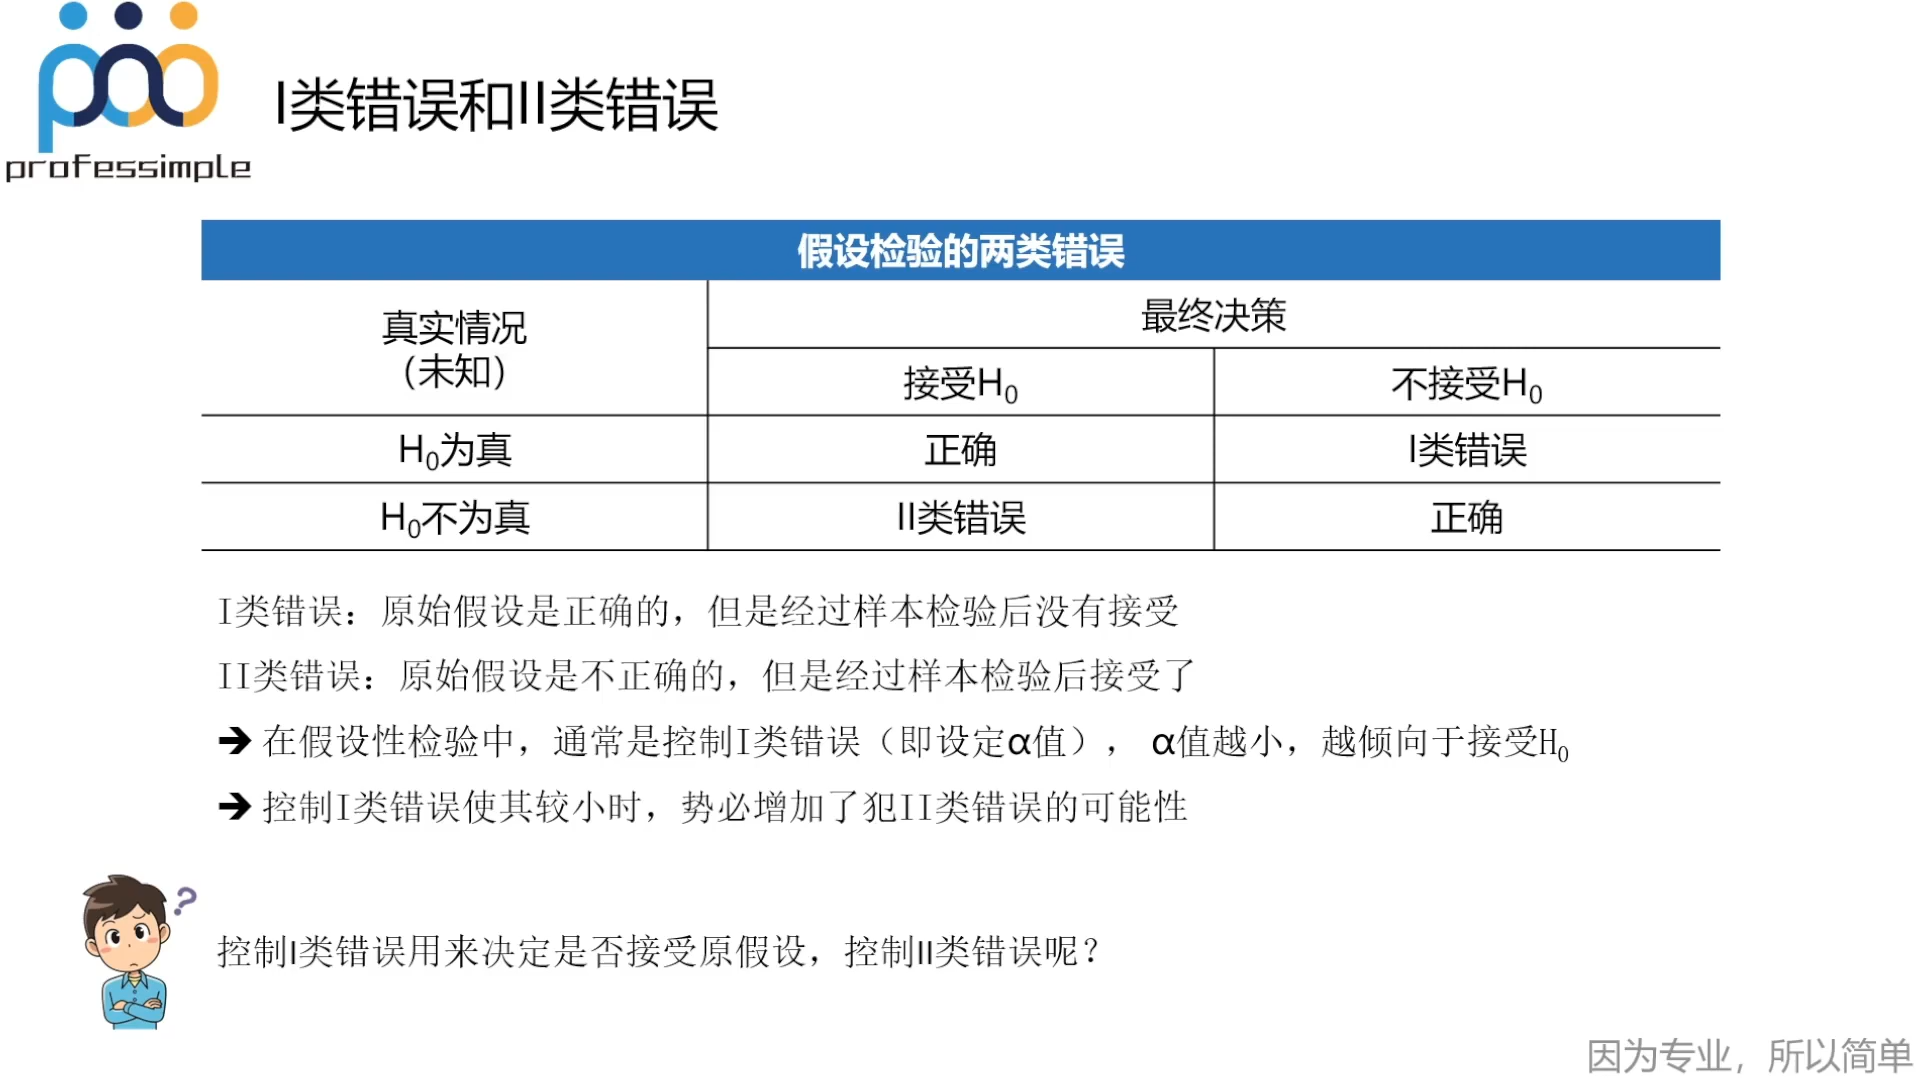 professimple
I类错误和II类错误
假设检验的两类错误
真实情况
（未知）
最终决策
接受H₀
不接受H₀
H₀为真
正确
I类错误
H₀不为真
II类错误
正确
I类错误：原始假设是正确的，但是经过样本检验后没有接受
II类错误：原始假设是不正确的，但是经过样本检验后接受了
➔ 在假设性检验中，通常是控制I类错误（即设定α值），α值越小，越倾向于接受H₀
➔ 控制I类错误使其较小时，势必增加了犯II类错误的可能性
?
控制I类错误用来决定是否接受原假设，控制II类错误呢？
因为专业，所以简单